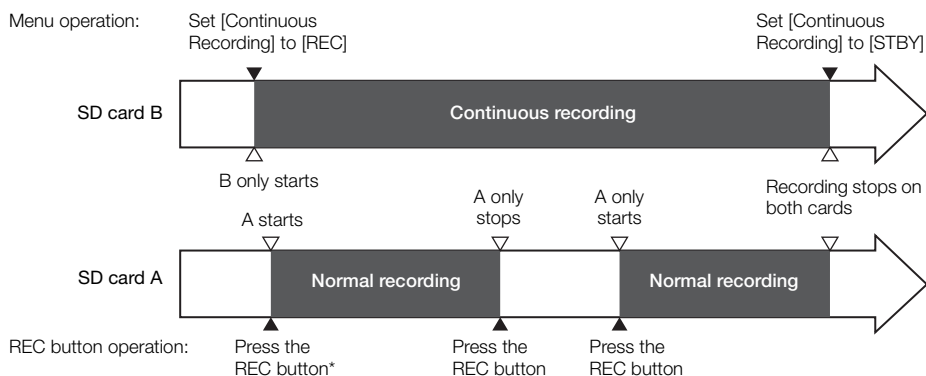 Menu operation:
Set [Continuous
Recording] to [REC]
Set [Continuous
Recording] to [STBY]
SD card B
Continuous recording
B only starts
Recording stops on
both cards
A starts
A only
stops
A only
starts
SD card A
Normal recording
Normal recording
REC button operation:
Press the
REC button*
Press the
REC button
Press the
REC button